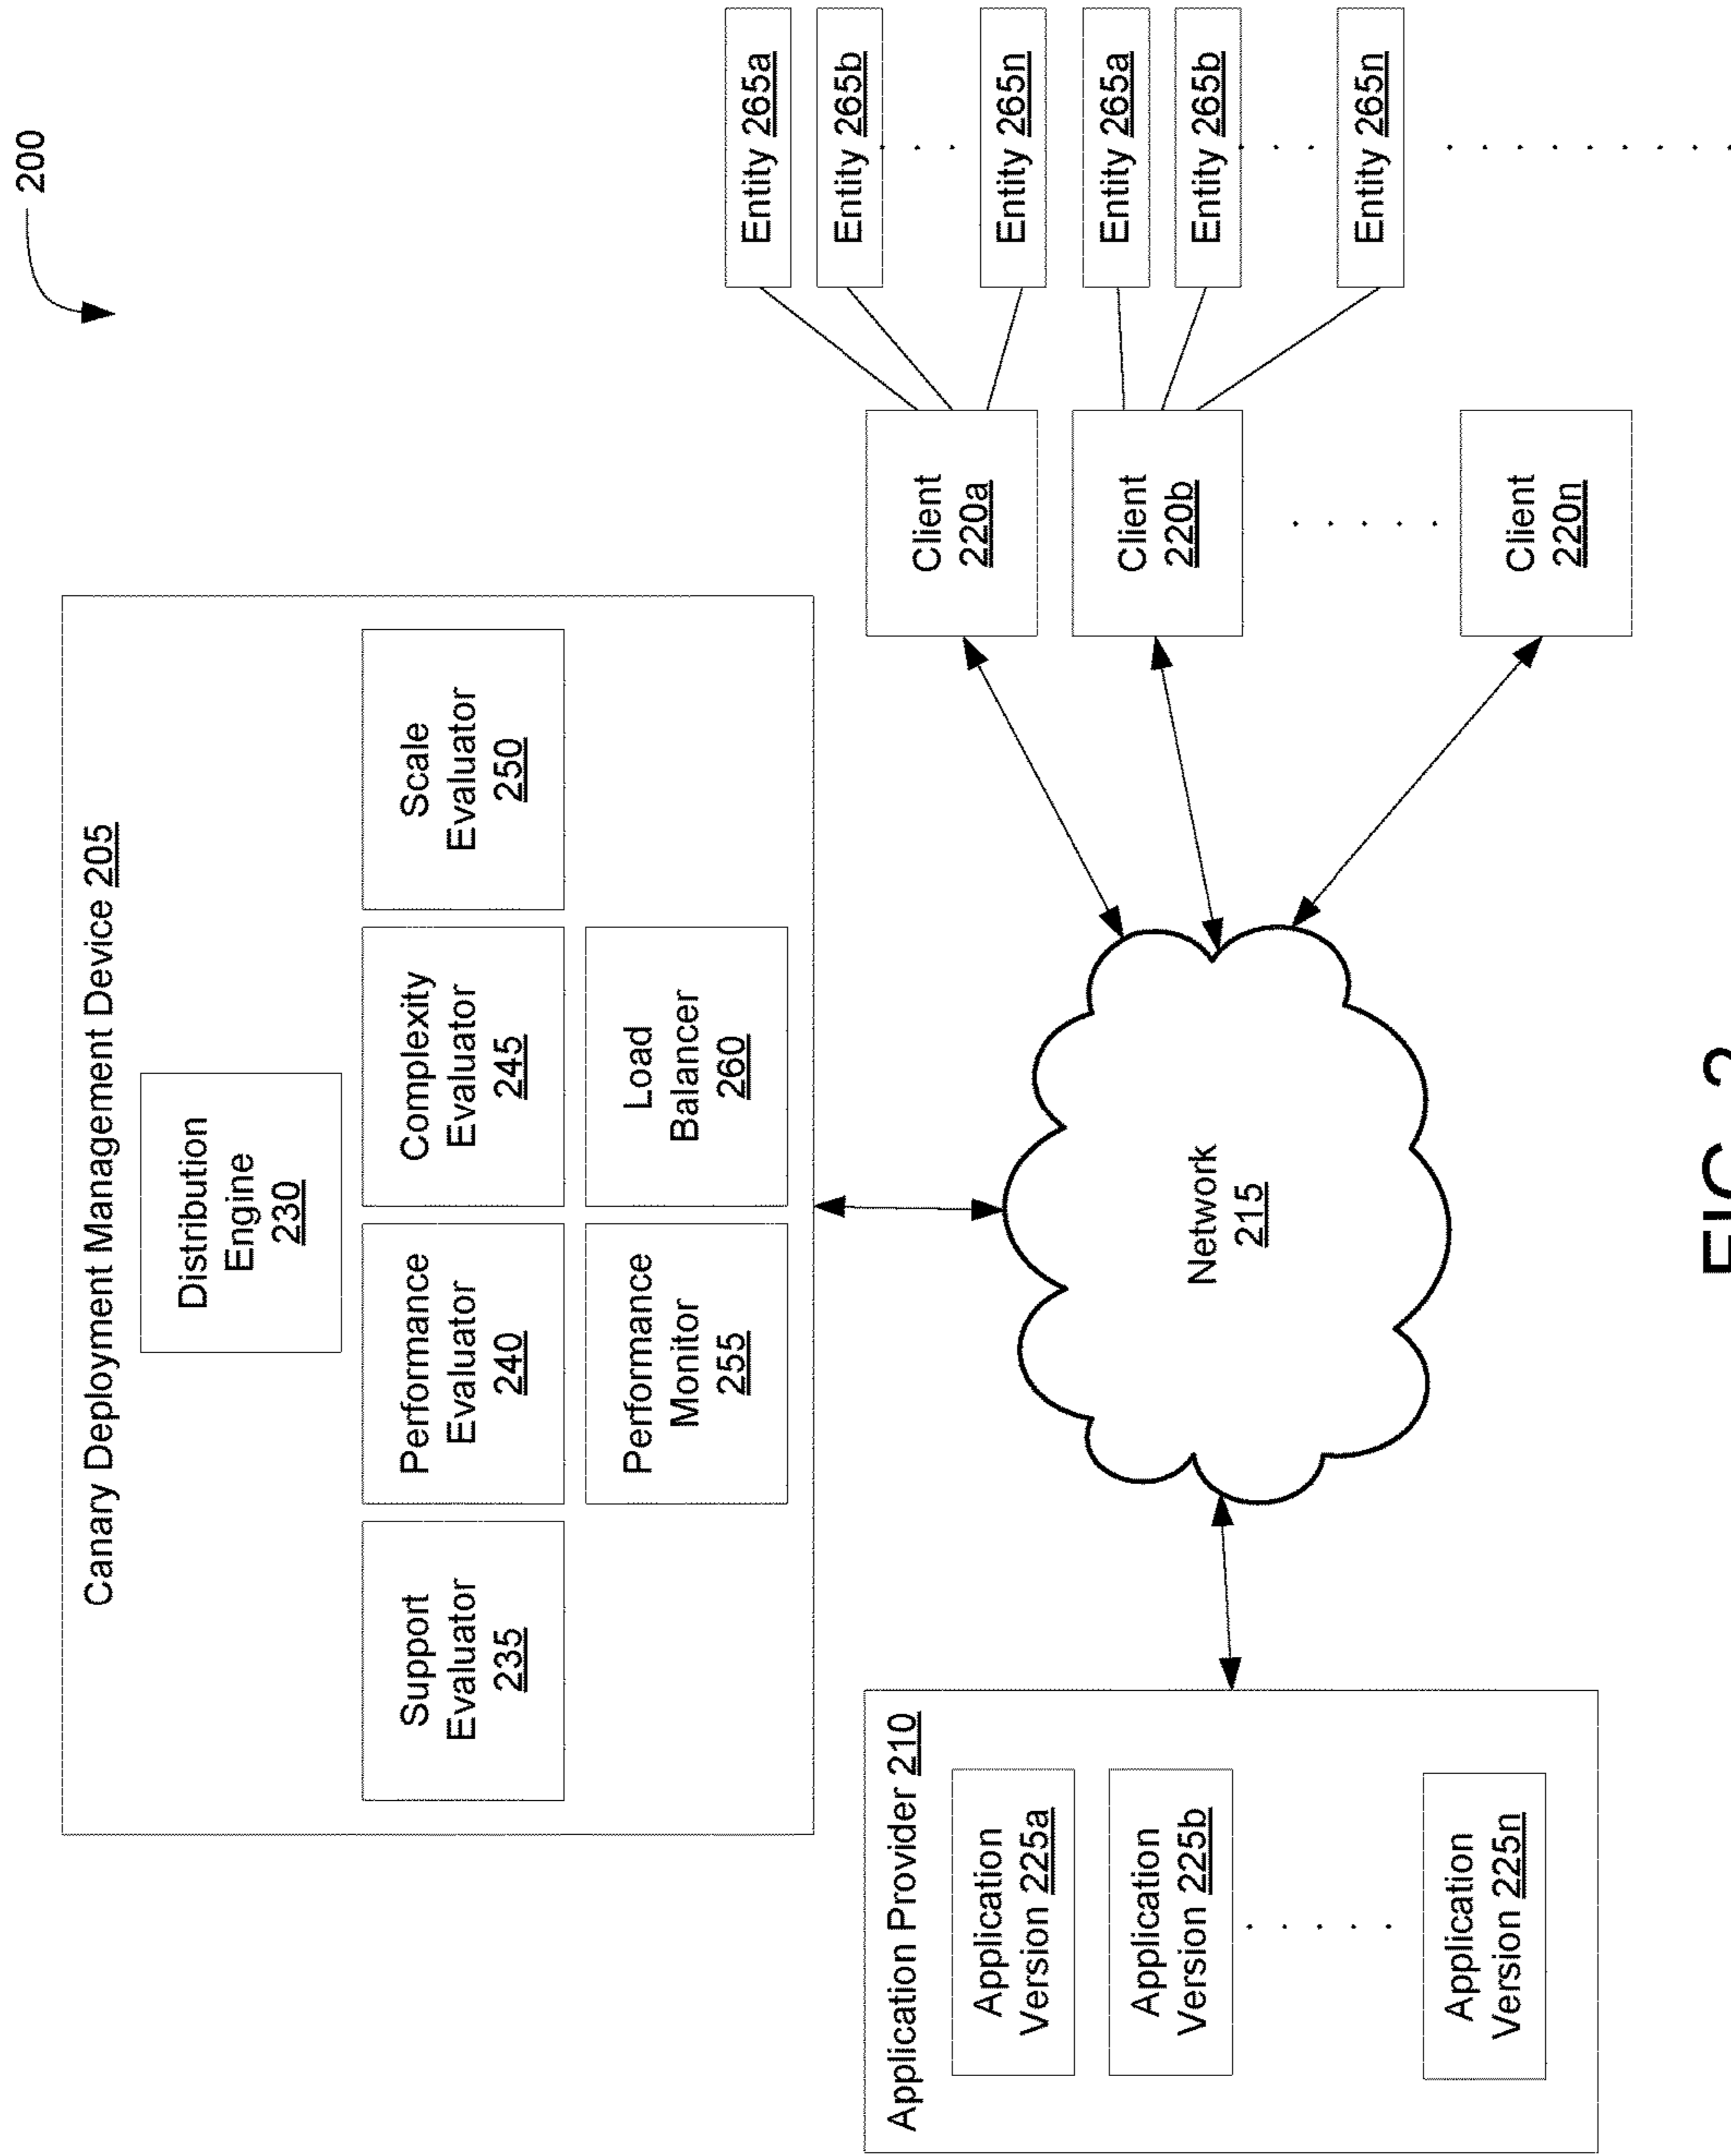 200
Canary Deployment Management Device 205
Distribution
Engine
230
Support
Evaluator
235
Performance
Evaluator
240
Complexity
Evaluator
245
Scale
Evaluator
250
Performance
Monitor
255
Load
Balancer
260
Application Provider 210
Application
Version 225a
Application
Version 225b
Application
Version 225n
Network
215
Client
220a
Client
220b
Client
220n
Entity 265a
Entity 265b
Entity 265n
Entity 265a
Entity 265b
Entity 265n
FIG. 2